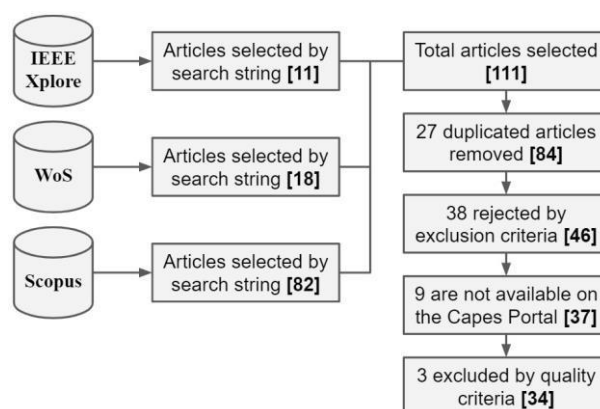 IEEE
Xplore
Articles selected by
search string [11]
Total articles selected
[111]
WoS
Articles selected by
search string [18]
27 duplicated articles
removed [84]
38 rejected by
exclusion criteria [46]
Scopus
Articles selected by
search string [82]
9 are not available on
the Capes Portal [37]
3 excluded by quality
criteria [34]